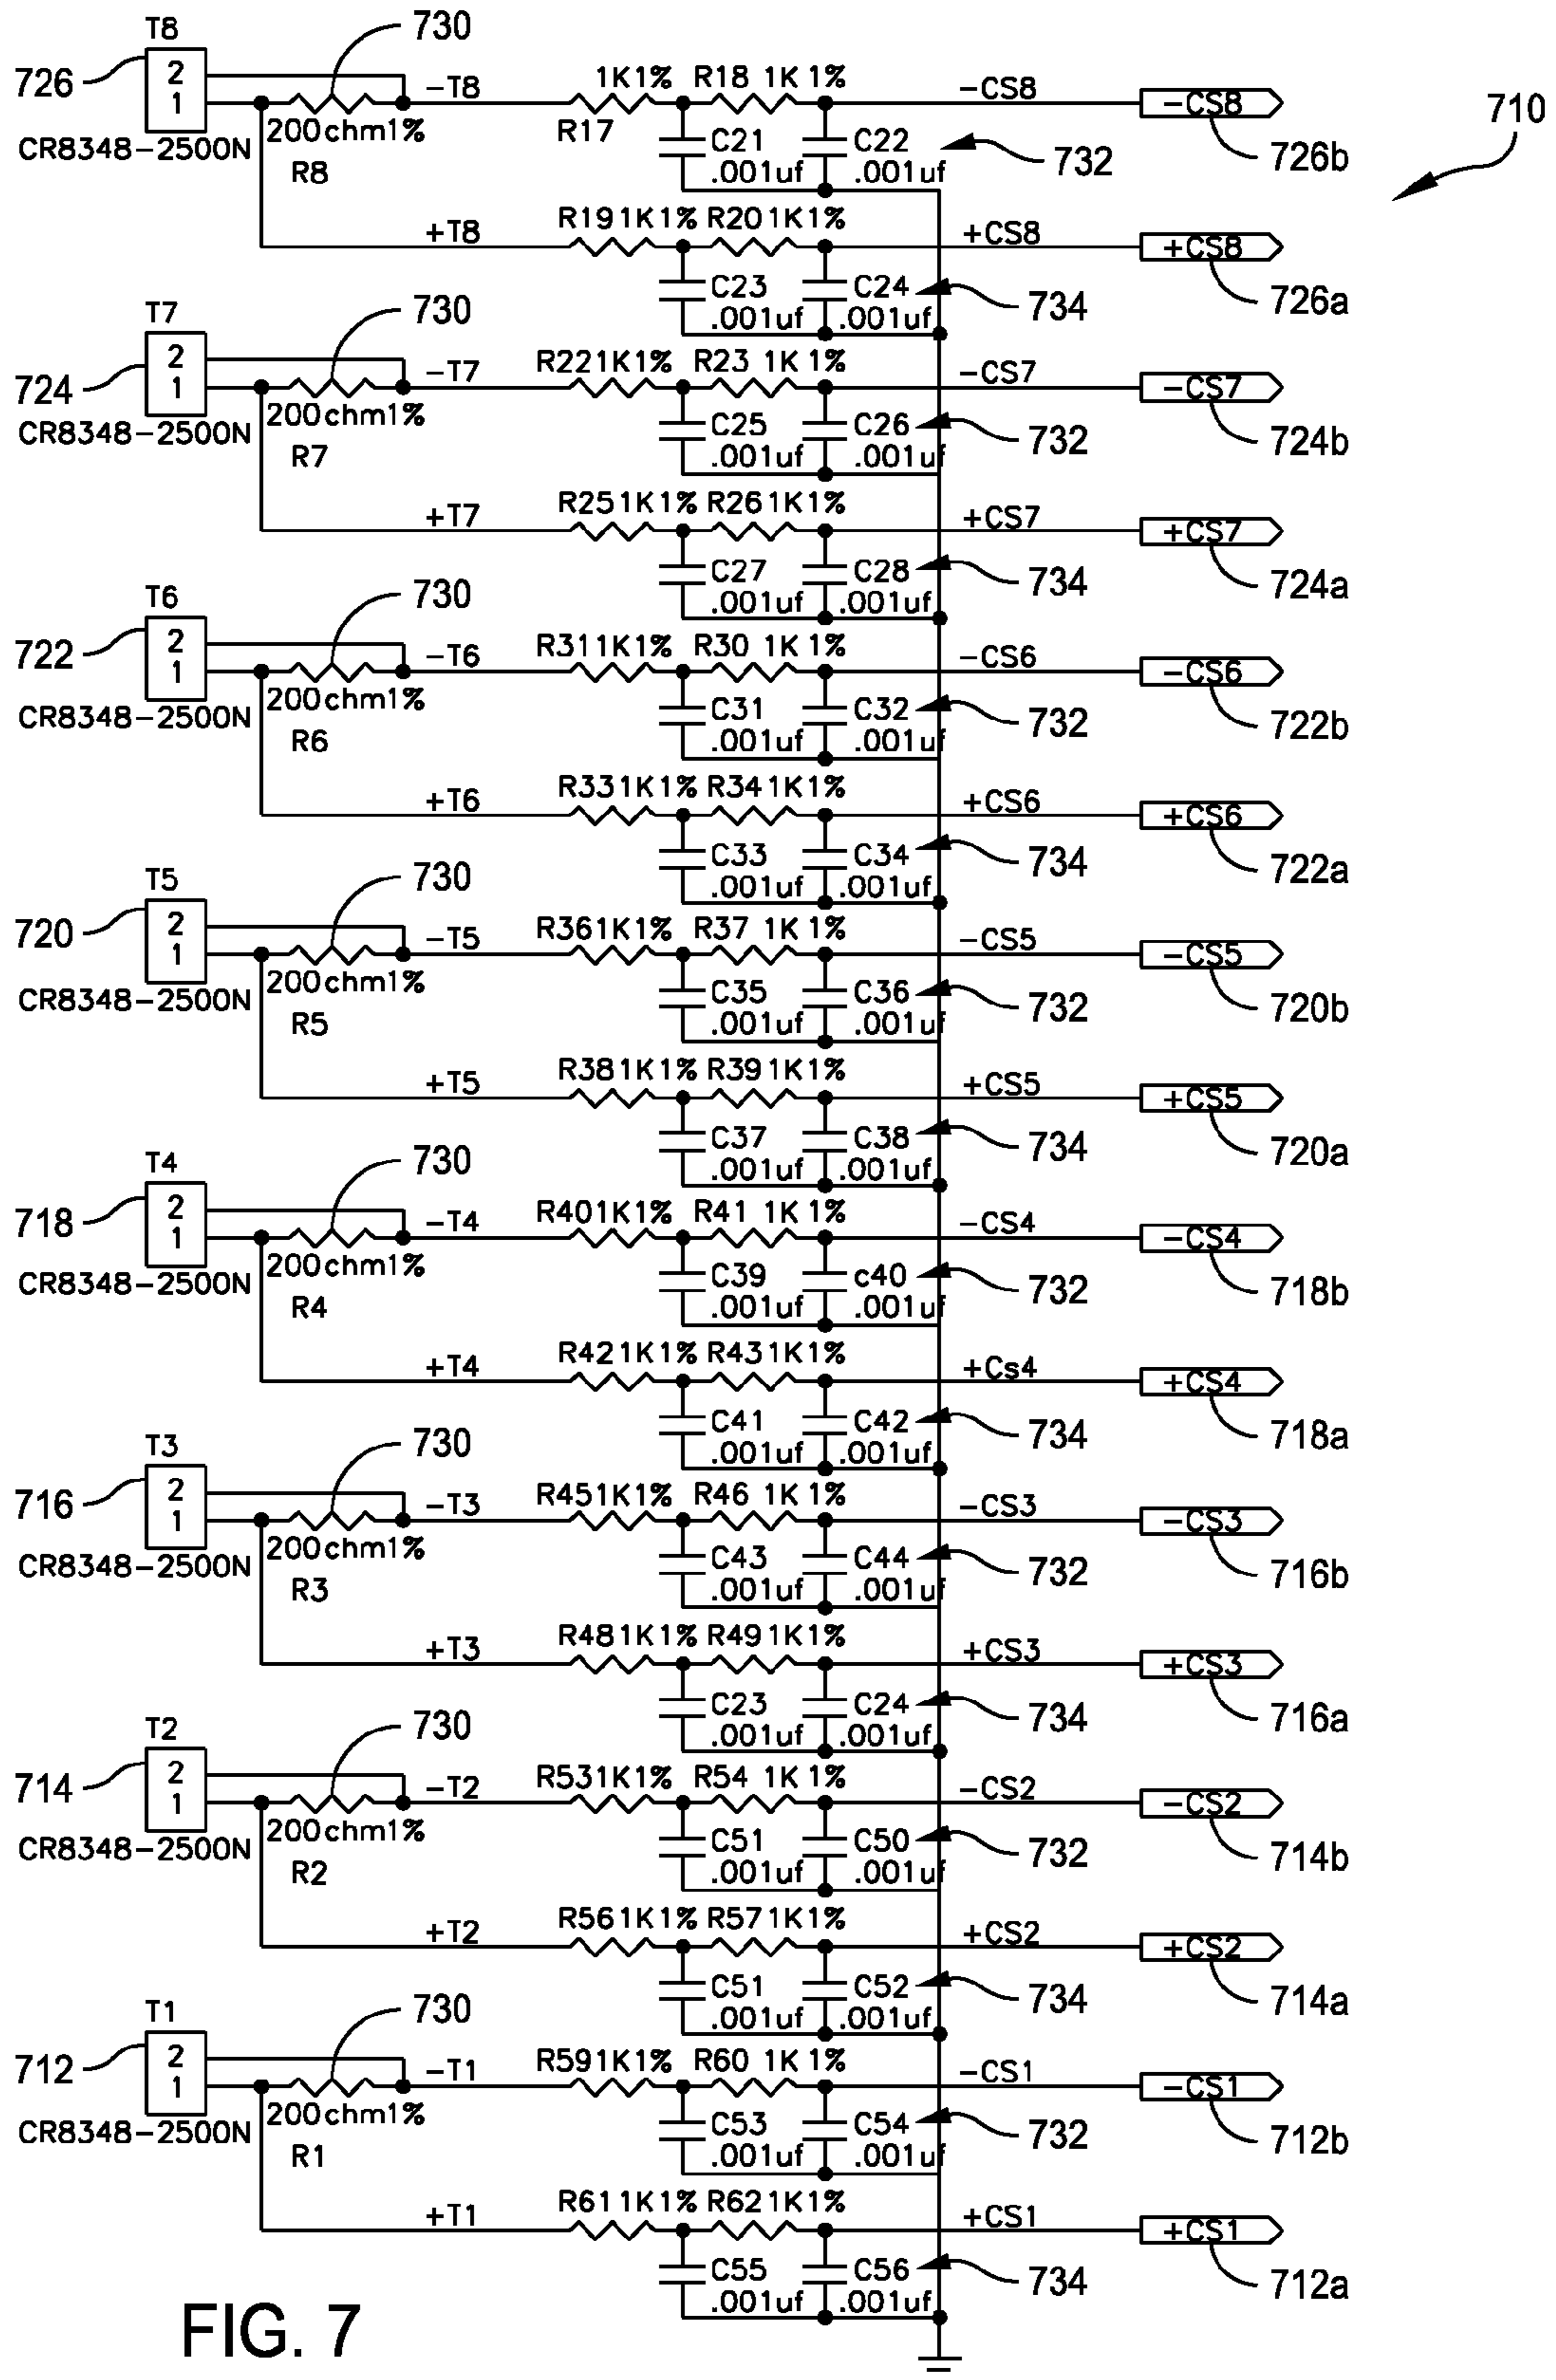 T8 730
726 2 -T8 1K1% R18 1K 1% -CS8 -CS8 710
1 200chm1% R17 C21 C22 732 726b
CR8348-2500N R8 .001uf .001uf
+T8 R191K1% R201K1% +CS8 +CS8
C23 C24 734 726a
T7 730 .001uf .001uf
724 2 -T7 R221K1% R23 1K 1% -CS7 -CS7
1 200chm1% C25 C26 732 724b
CR8348-2500N R7 .001uf .001uf
+T7 R251K1% R261K1% +CS7 +CS7
C27 C28 734 724a
T6 730 .001uf .001uf
722 2 -T6 R311K1% R30 1K 1% -CS6 -CS6
1 200chm1% C31 C32 732 722b
CR8348-2500N R6 .001uf .001uf
+T6 R331K1% R341K1% +CS6 +CS6
C33 C34 734 722a
T5 730 .001uf .001uf
720 2 -T5 R361K1% R37 1K 1% -CS5 -CS5
1 200chm1% C35 C36 732 720b
CR8348-2500N R5 .001uf .001uf
+T5 R381K1% R391K1% +CS5 +CS5
C37 C38 734 720a
T4 730 .001uf .001uf
718 2 -T4 R401K1% R41 1K 1% -CS4 -CS4
1 200chm1% C39 c40 732 718b
CR8348-2500N R4 .001uf .001uf
+T4 R421K1% R431K1% +Cs4 +CS4
C41 C42 734 718a
T3 730 .001uf .001uf
716 2 -T3 R451K1% R46 1K 1% -CS3 -CS3
1 200chm1% C43 C44 732 716b
CR8348-2500N R3 .001uf .001uf
+T3 R481K1% R491K1% +CS3 +CS3
C23 C24 734 716a
T2 730 .001uf .001uf
714 2 -T2 R531K1% R54 1K 1% -CS2 -CS2
1 200chm1% C51 C50 732 714b
CR8348-2500N R2 .001uf .001uf
+T2 R561K1% R571K1% +CS2 +CS2
C51 C52 734 714a
T1 730 .001uf .001uf
712 2 -T1 R591K1% R60 1K 1% -CS1 -CS1
1 200chm1% C53 C54 732 712b
CR8348-2500N R1 .001uf .001uf
+T1 R611K1% R621K1% +CS1 +CS1
C55 C56 734 712a
.001uf .001uf
FIG. 7